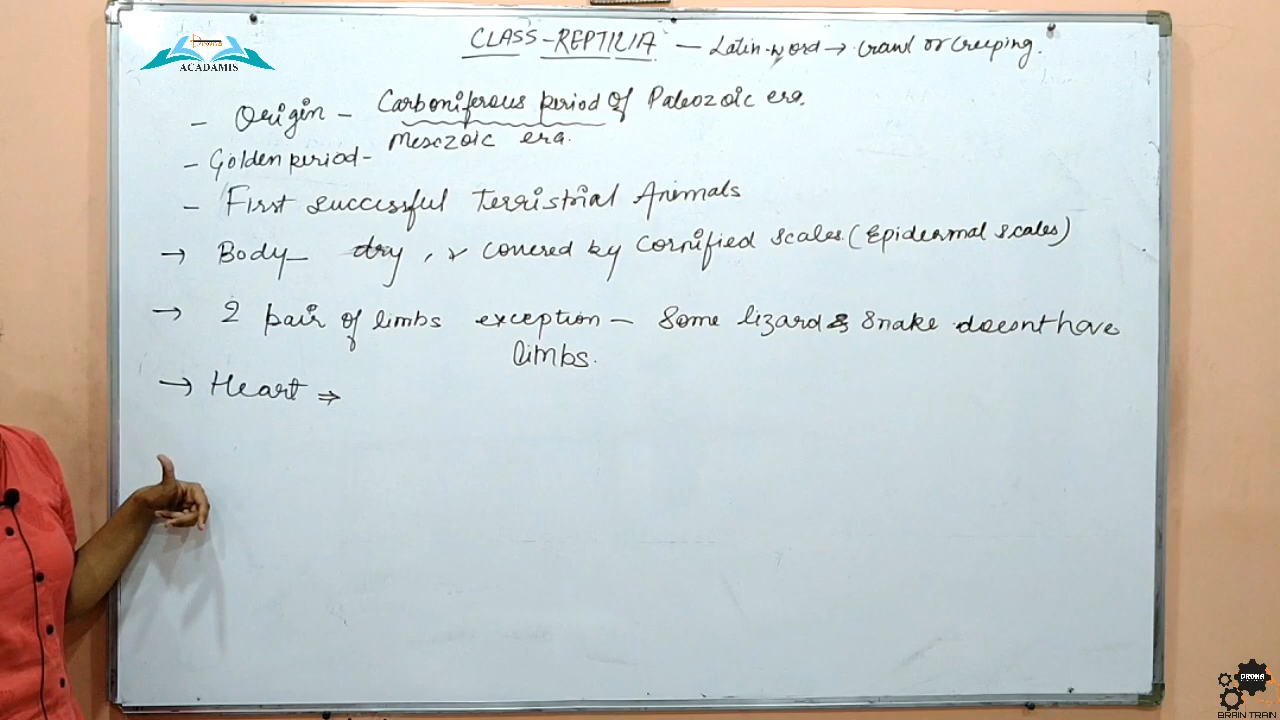 CLASS-REPTILIA — Latin-word → Crawl or Creeping.
Drona
ACADAMIS
- Origin - Carboniferous period of Paleozoic era.
- Golden period - Mesozoic era.
- First successful Terristrial Animals
→ Body - dry, & covered by Cornified scales. (Epidermal scales)
→ 2 pair of limbs exception - Some lizard & Snake doesnt have
limbs.
→ Heart ⇒
DRONA
BRAIN TRAIN